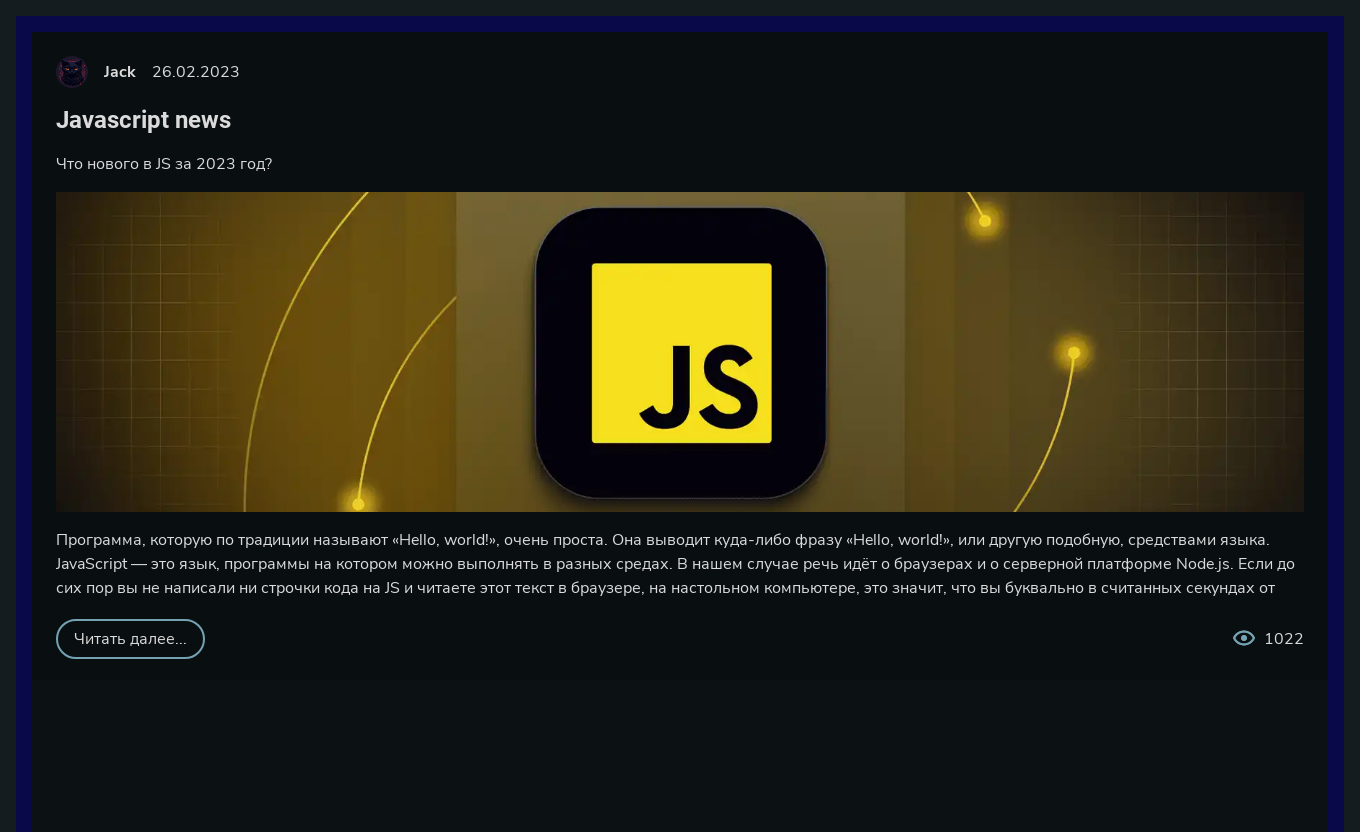 Jack 26.02.2023
Javascript news
Что нового в JS за 2023 год?
JS
Программа, которую по традиции называют «Hello, world!», очень проста. Она выводит куда-либо фразу «Hello, world!», или другую подобную, средствами языка.
JavaScript — это язык, программы на котором можно выполнять в разных средах. В нашем случае речь идёт о браузерах и о серверной платформе Node.js. Если до
сих пор вы не написали ни строчки кода на JS и читаете этот текст в браузере, на настольном компьютере, это значит, что вы буквально в считанных секундах от
Читать далее... 1022